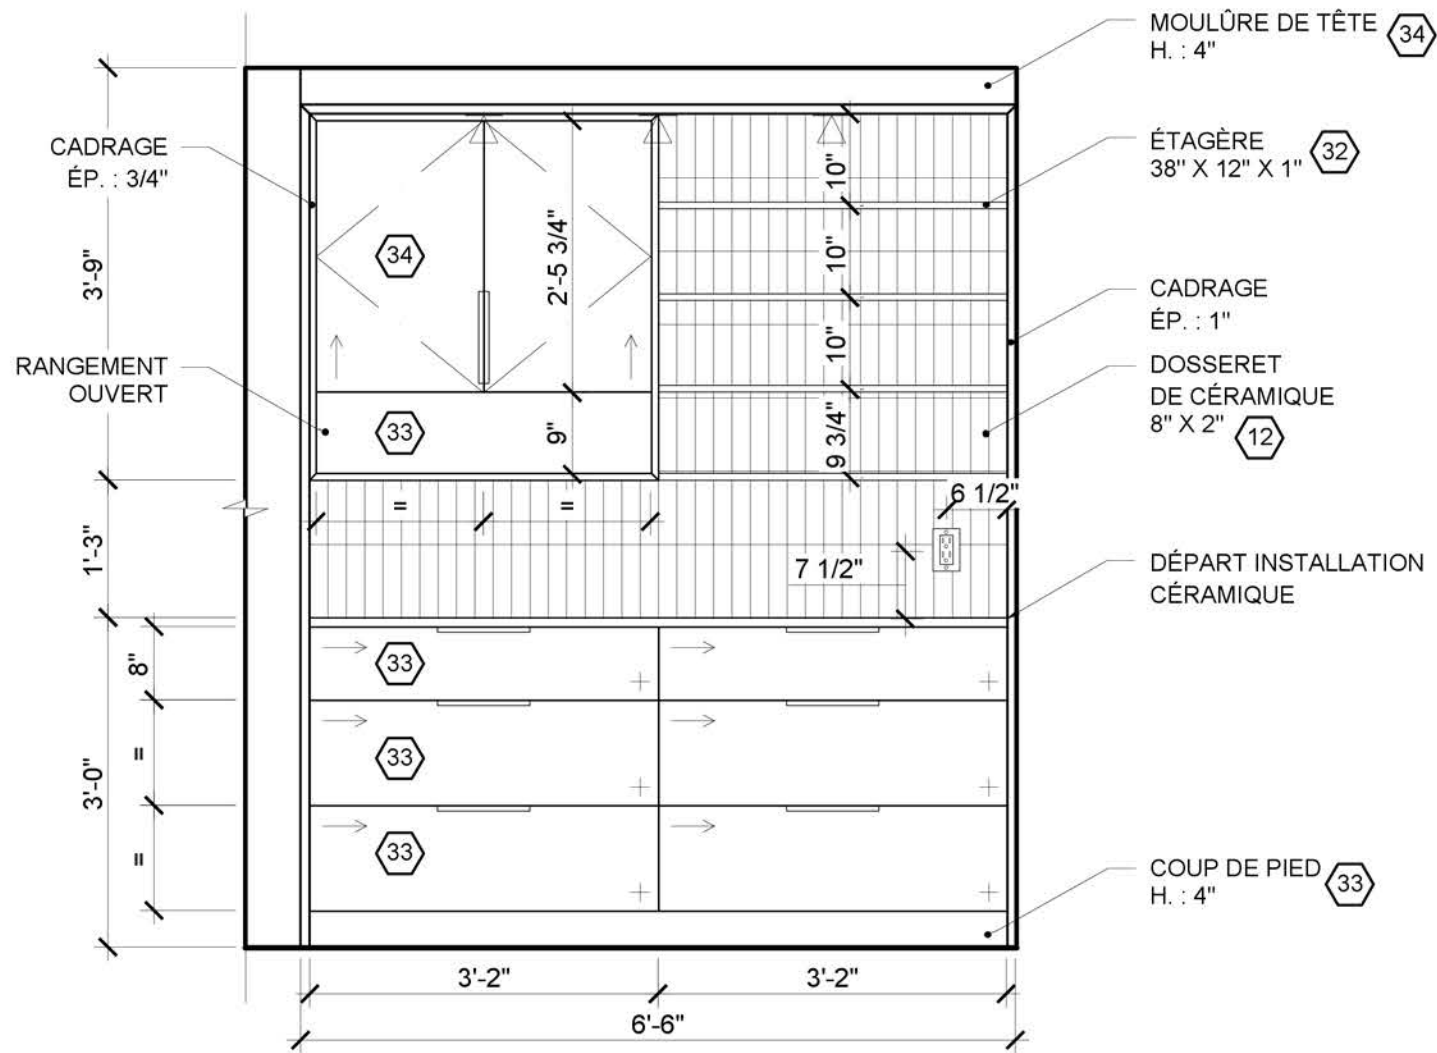 MOULÛRE DE TÊTE 34
H. : 4"
CADRAGE
ÉP. : 3/4"
ÉTAGÈRE 32
38" X 12" X 1"
3'-9"
34
2'-5 3/4"
10"
10"
10"
9 3/4"
CADRAGE
ÉP. : 1"
RANGEMENT
OUVERT
33
9"
DOSSERET
DE CÉRAMIQUE
8" X 2" 12
6 1/2"
=
=
1'-3"
7 1/2"
DÉPART INSTALLATION
CÉRAMIQUE
8"
33
=
33
3'-0"
=
33
COUP DE PIED 33
H. : 4"
3'-2"
3'-2"
6'-6"